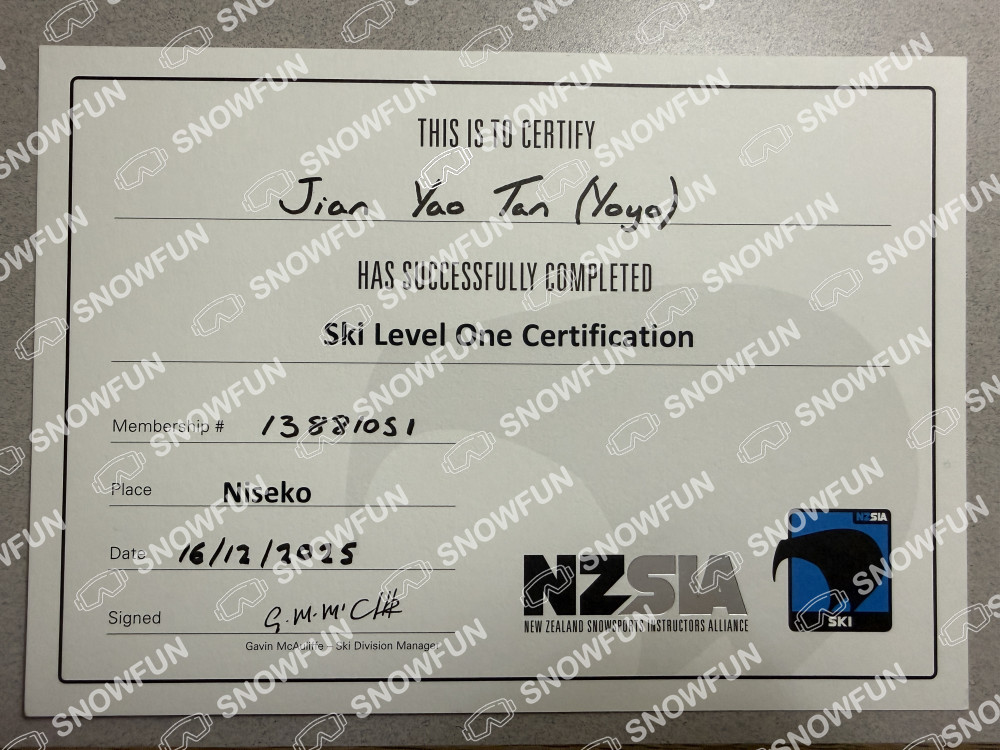 THIS IS TO CERTIFY
Jian Yao Tan (Yoyo)
HAS SUCCESSFULLY COMPLETED
Ski Level One Certification
Membership # 13881051
Place Niseko
Date 16/12/2025
Signed G.M.M
Gavin McAuliffe - Ski Division Manager
NZSIA
NEW ZEALAND SNOWSPORTS INSTRUCTORS ALLIANCE
NZSIA
SKI
SNOWFUN